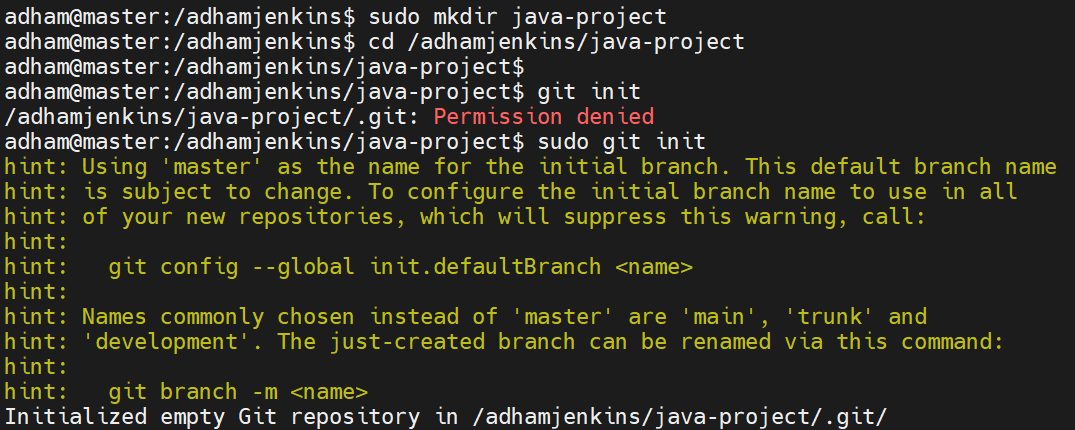 adham@master:/adhamjenkins$ sudo mkdir java-project
adham@master:/adhamjenkins$ cd /adhamjenkins/java-project
adham@master:/adhamjenkins/java-project$
adham@master:/adhamjenkins/java-project$ git init
/adhamjenkins/java-project/.git: Permission denied
adham@master:/adhamjenkins/java-project$ sudo git init
hint: Using 'master' as the name for the initial branch. This default branch name
hint: is subject to change. To configure the initial branch name to use in all
hint: of your new repositories, which will suppress this warning, call:
hint:
hint:   git config --global init.defaultBranch <name>
hint:
hint: Names commonly chosen instead of 'master' are 'main', 'trunk' and
hint: 'development'. The just-created branch can be renamed via this command:
hint:
hint:   git branch -m <name>
Initialized empty Git repository in /adhamjenkins/java-project/.git/